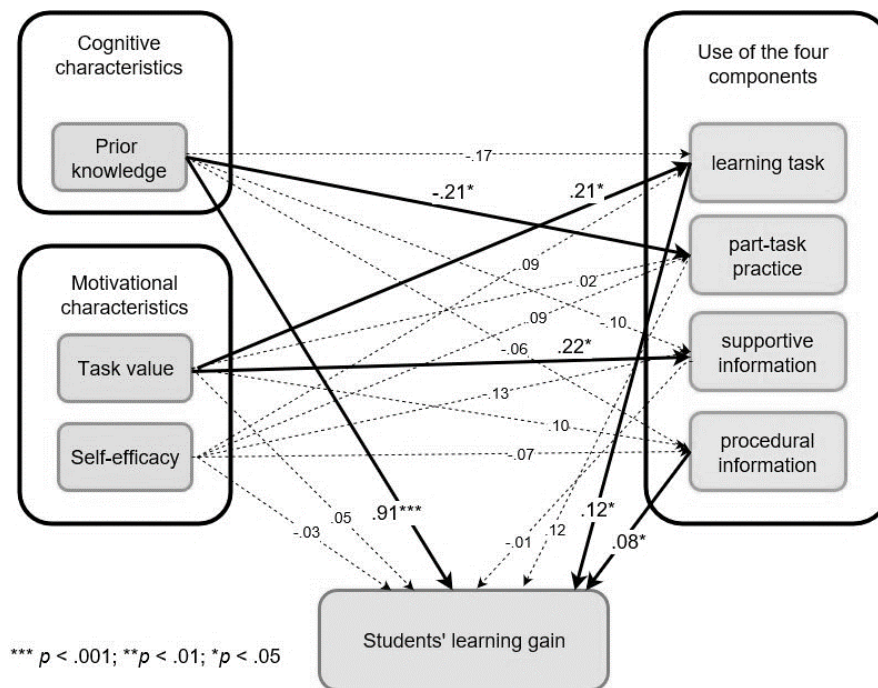 Cognitive
characteristics
Prior
knowledge
Motivational
characteristics
Task value
Self-efficacy
Use of the four
components
learning task
part-task
practice
supportive
information
procedural
information
-.17
-.21*
.21*
.09
.02
.09
-.10
-.06
.22*
.13
.10
-.07
.91***
.05
-.03
.12*
.12
-.01
.08*
Students' learning gain
*** p < .001; **p < .01; *p < .05